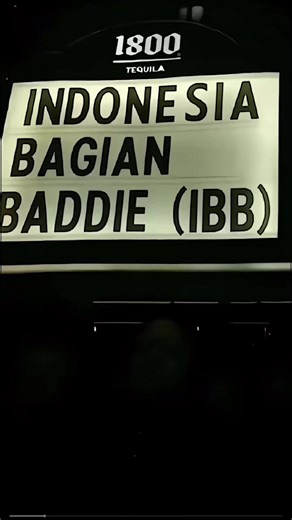 1800
TEQUILA
INDONESIA
BAGIAN
BADDIE (IBB)